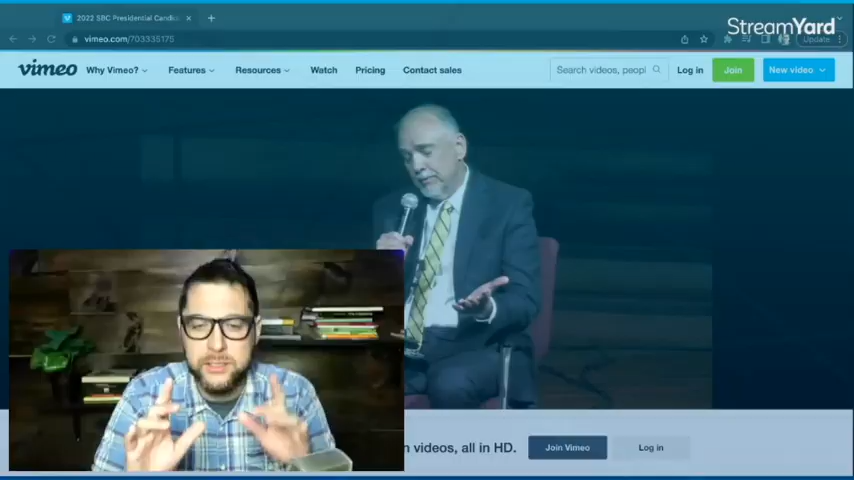 2022 SBC Presidential Candid
StreamYard
vimeo.com/703335175
Update
vimeo
Why Vimeo?
Features
Resources
Watch
Pricing
Contact sales
Search videos, peopl
Log in
Join
New video
n videos, all in HD.
Join Vimeo
Log in